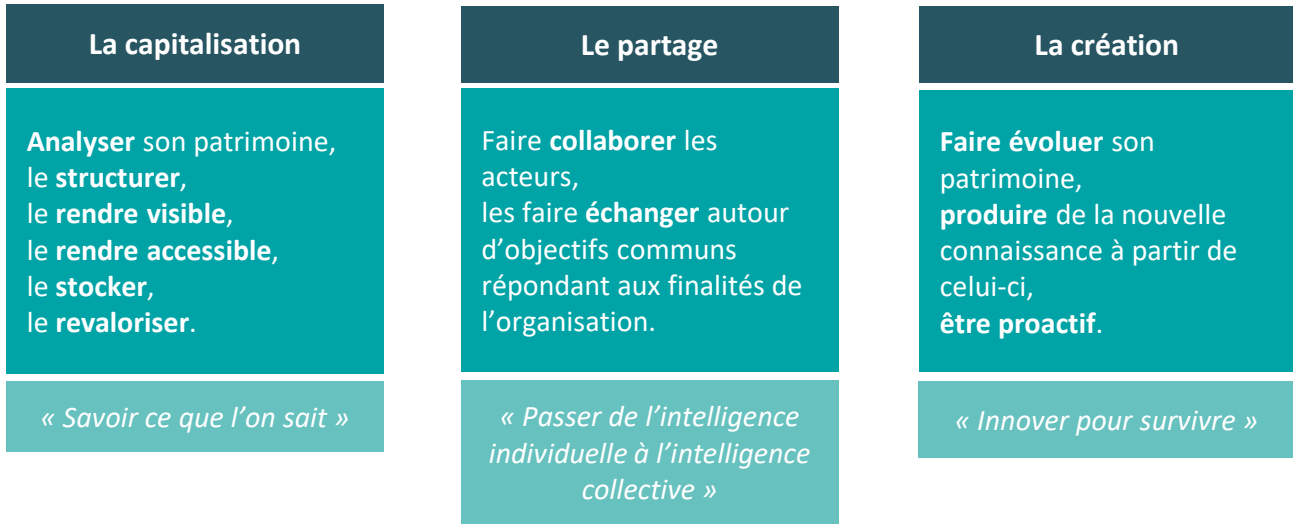 La capitalisation
Analyser son patrimoine,
le structurer,
le rendre visible,
le rendre accessible,
le stocker,
le revaloriser.
« Savoir ce que l’on sait »
Le partage
Faire collaborer les
acteurs,
les faire échanger autour
d’objectifs communs
répondant aux finalités de
l’organisation.
« Passer de l’intelligence
individuelle à l’intelligence
collective »
La création
Faire évoluer son
patrimoine,
produire de la nouvelle
connaissance à partir de
celui-ci,
être proactif.
« Innover pour survivre »